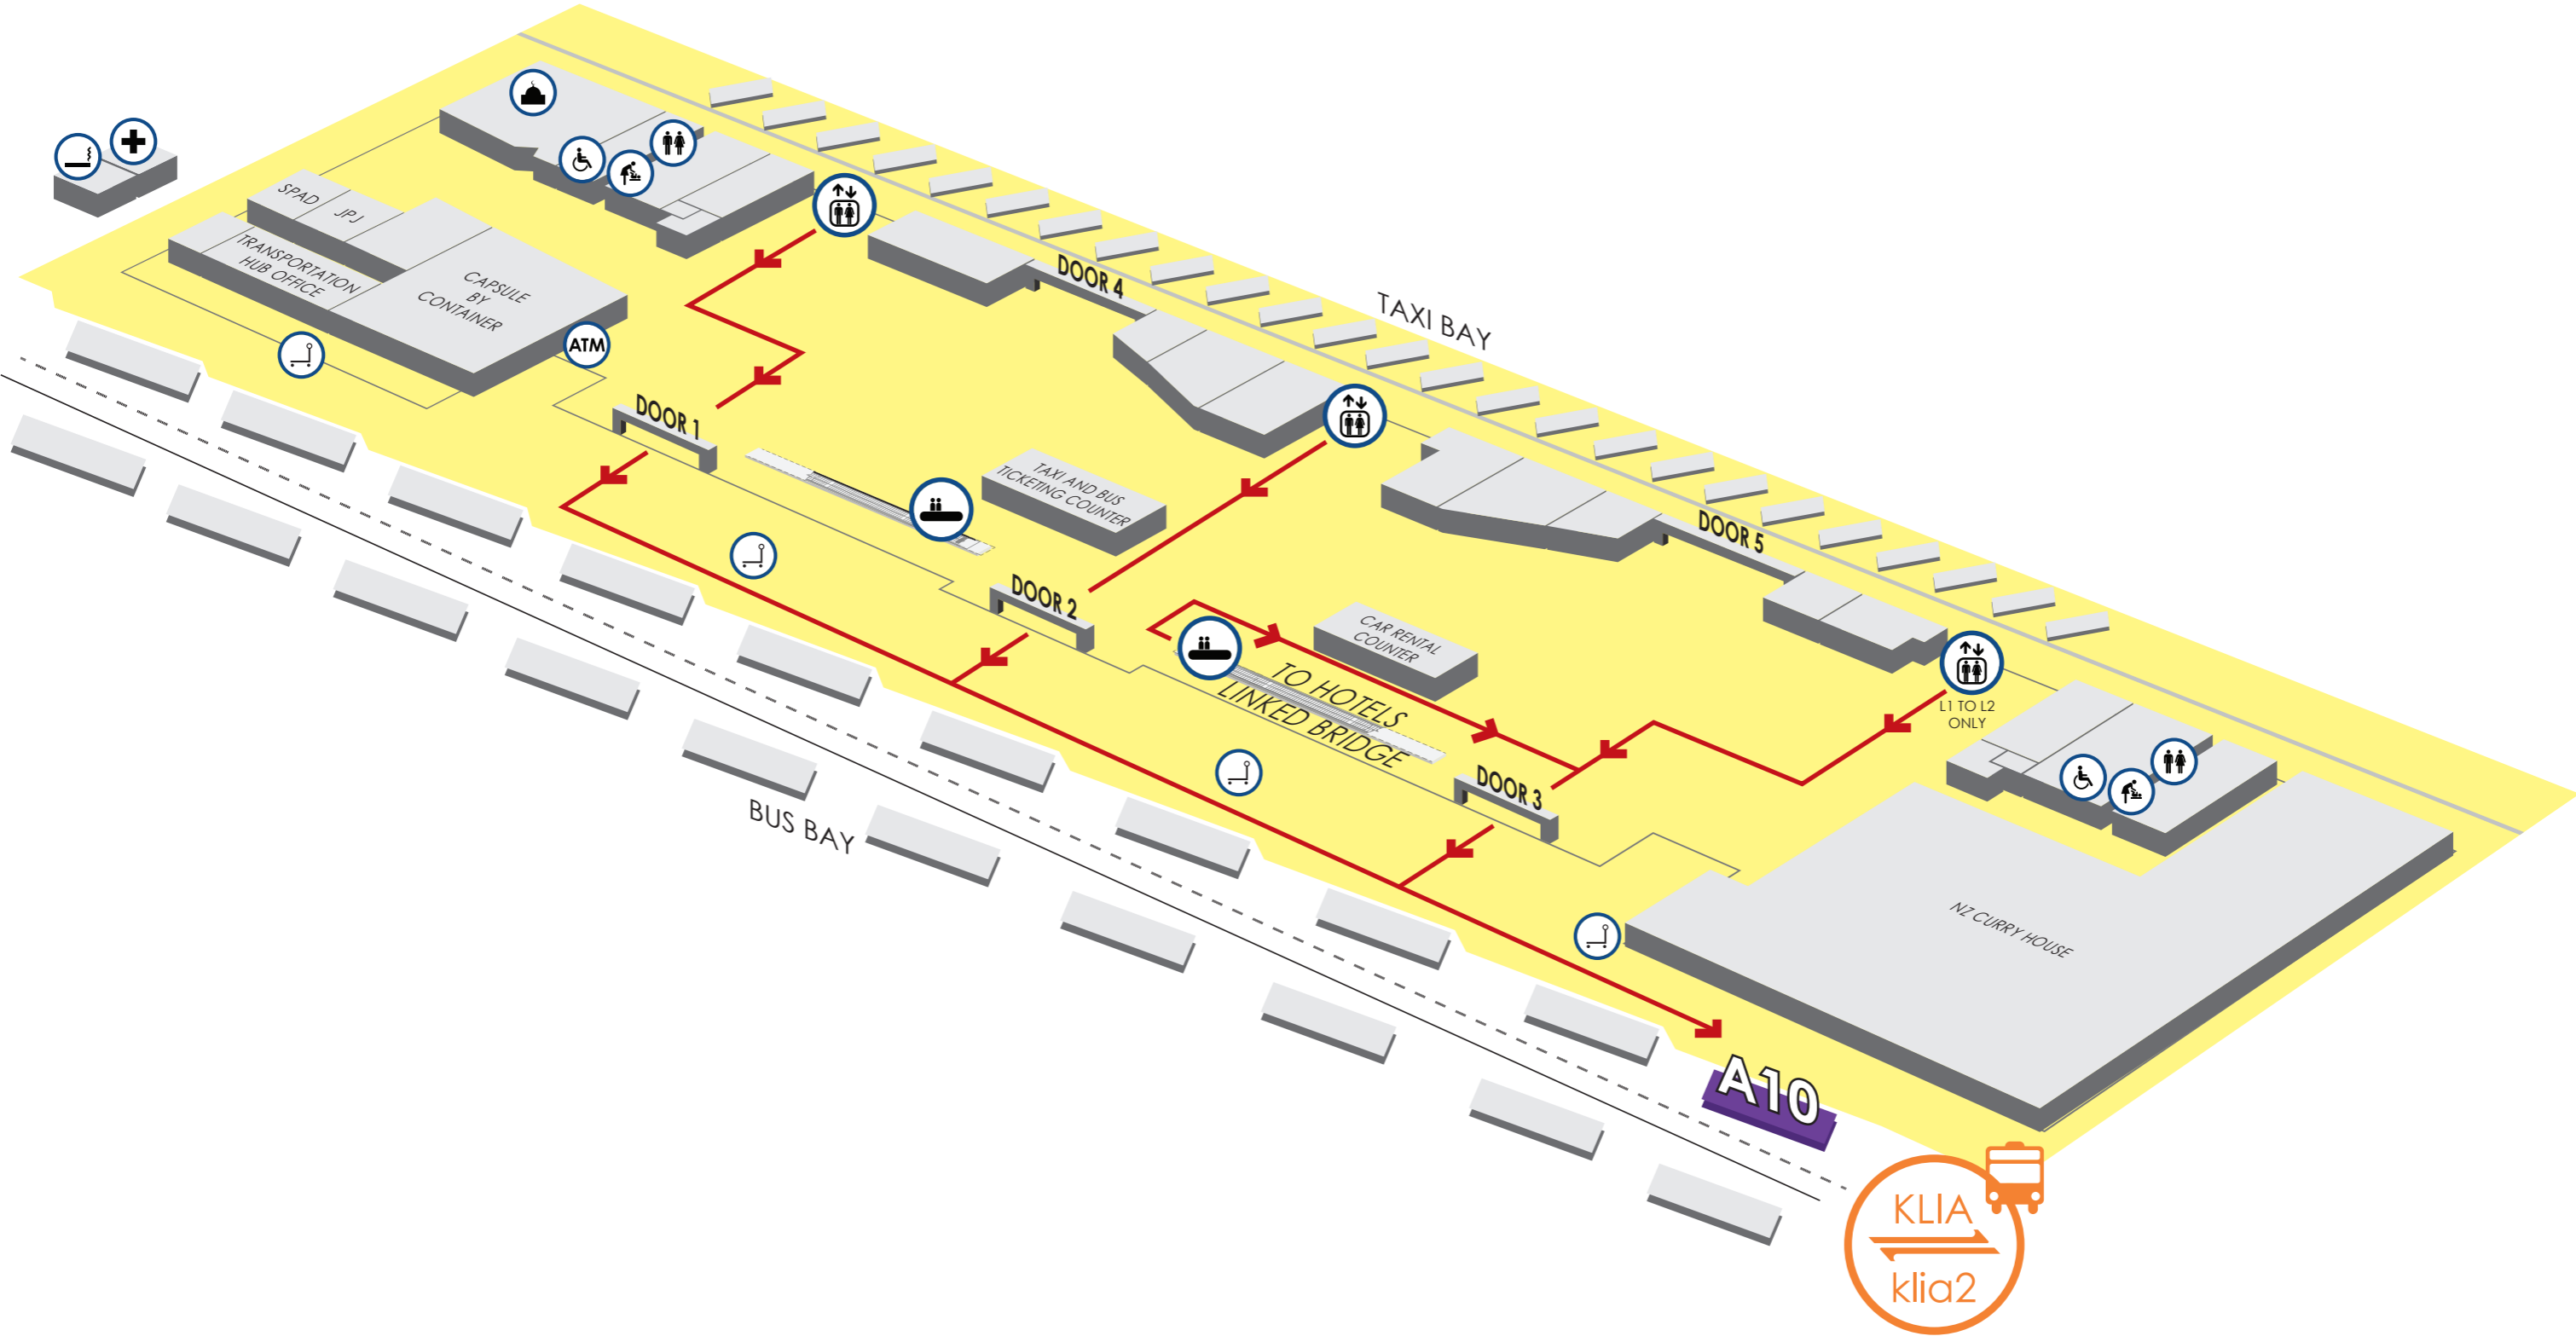 SPAD
JPJ
TRANSPORTATION
HUB OFFICE
CAPSULE
BY
CONTAINER
ATM
DOOR 4
TAXI BAY
DOOR 1
TAXI AND BUS
TICKETING COUNTER
DOOR 5
DOOR 2
CAR RENTAL
COUNTER
TO HOTELS
LINKED BRIDGE
L1 TO L2
ONLY
DOOR 3
BUS BAY
NZ CURRY HOUSE
A10
KLIA
klia2